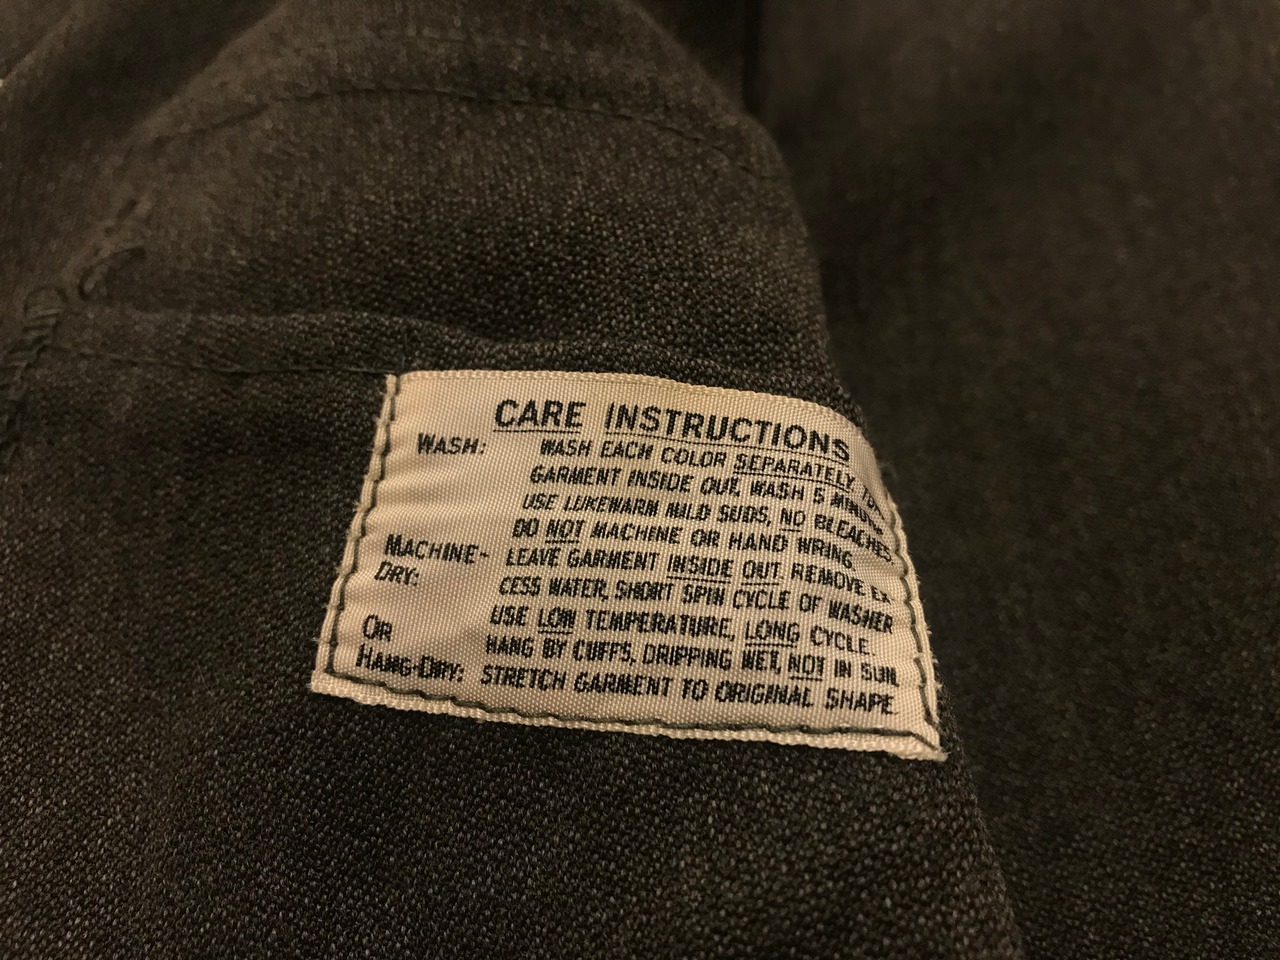 CARE INSTRUCTIONS
WASH: WASH EACH COLOR SEPARATELY
GARMENT INSIDE OUT, WASH 5 MINUTES
USE LUKEWARM MILD SUDS, NO BLEACHES.
DO NOT MACHINE OR HAND WRING.
MACHINE- LEAVE GARMENT INSIDE OUT. REMOVE EX-
DRY: CESS WATER, SHORT SPIN CYCLE OF WASHER
USE LOW TEMPERATURE, LONG CYCLE.
OR HANG BY CUFFS, DRIPPING WET, NOT IN SUN.
HANG-DRY: STRETCH GARMENT TO ORIGINAL SHAPE